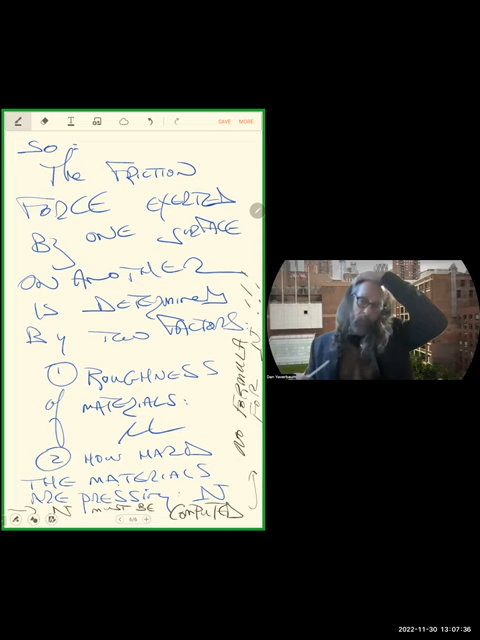 SAVE MORE
SO:
The FRICTION
FORCE EXERTED
By ONE SURFACE
ON ANOTHER
IS DETERMINED
By TWO FACTORS
① ROUGHNESS
of MATERIALS:
μ
② HOW HARD
THE MATERIALS
ARE PRESSING: N
→ N MUST BE COMPUTED
NO FORMULA
FOR N!!!!
6/6
Dan Yaverbaum
2022-11-30 13:07:36